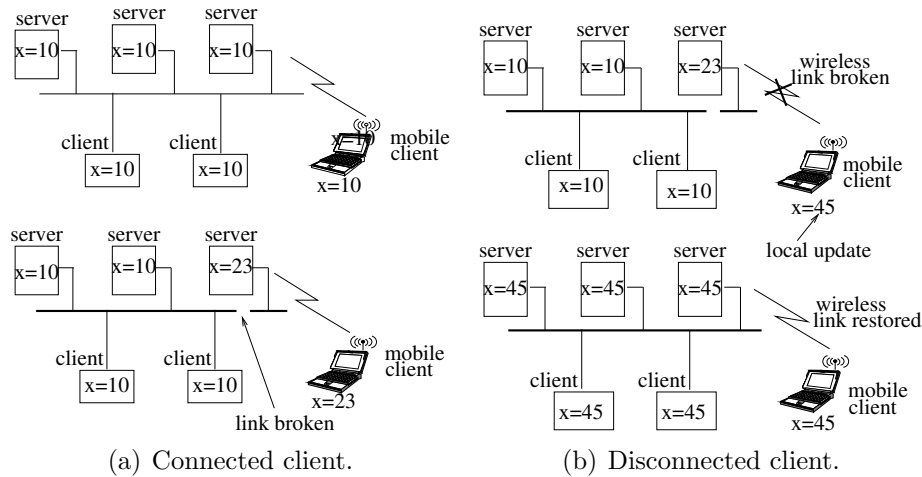 server
server
server
x=10
x=10
x=10
client
x=10
client
x=10
x=10
mobile
client
x=10
server
server
server
x=10
x=10
x=23
client
x=10
client
x=10
mobile
client
x=23
link broken
(a) Connected client.
server
server
server
x=10
x=10
x=23
wireless
link broken
client
x=10
client
x=10
mobile
client
x=45
local update
server
server
server
x=45
x=45
x=45
wireless
link restored
client
x=45
client
x=45
mobile
client
x=45
(b) Disconnected client.